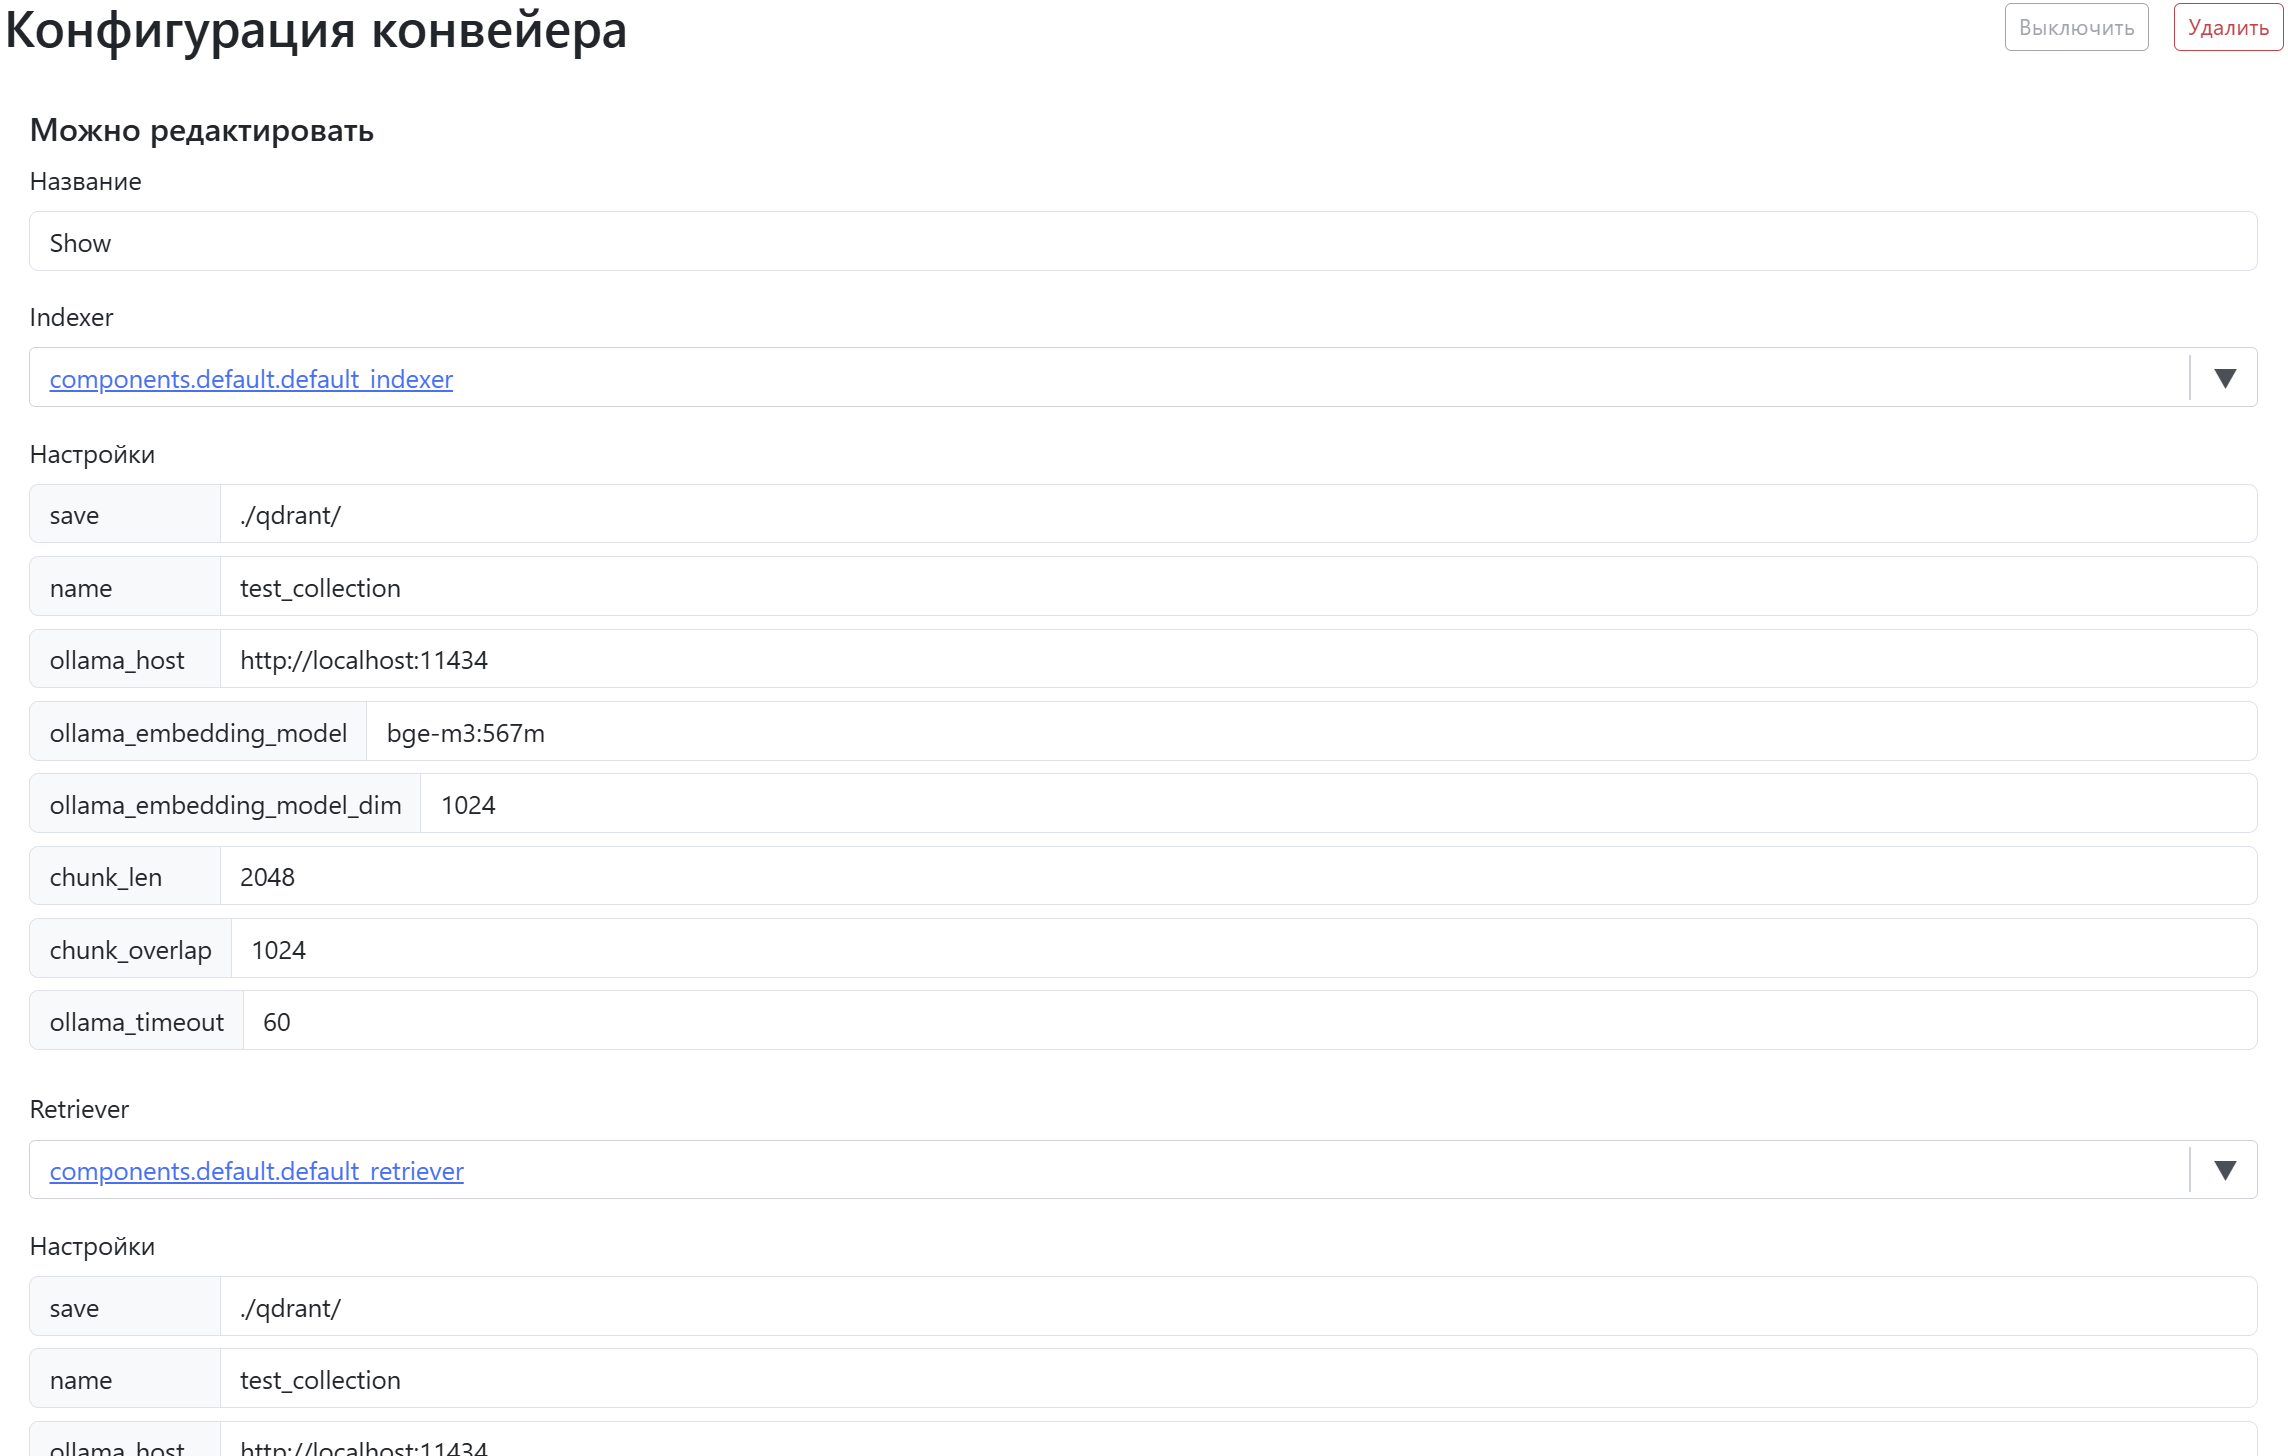 Конфигурация конвейера
Выключить
Удалить
Можно редактировать
Название
Show
Indexer
components.default.default_indexer
Настройки
save ./qdrant/
name test_collection
ollama_host http://localhost:11434
ollama_embedding_model bge-m3:567m
ollama_embedding_model_dim 1024
chunk_len 2048
chunk_overlap 1024
ollama_timeout 60
Retriever
components.default.default_retriever
Настройки
save ./qdrant/
name test_collection
ollama_host http://localhost:11434